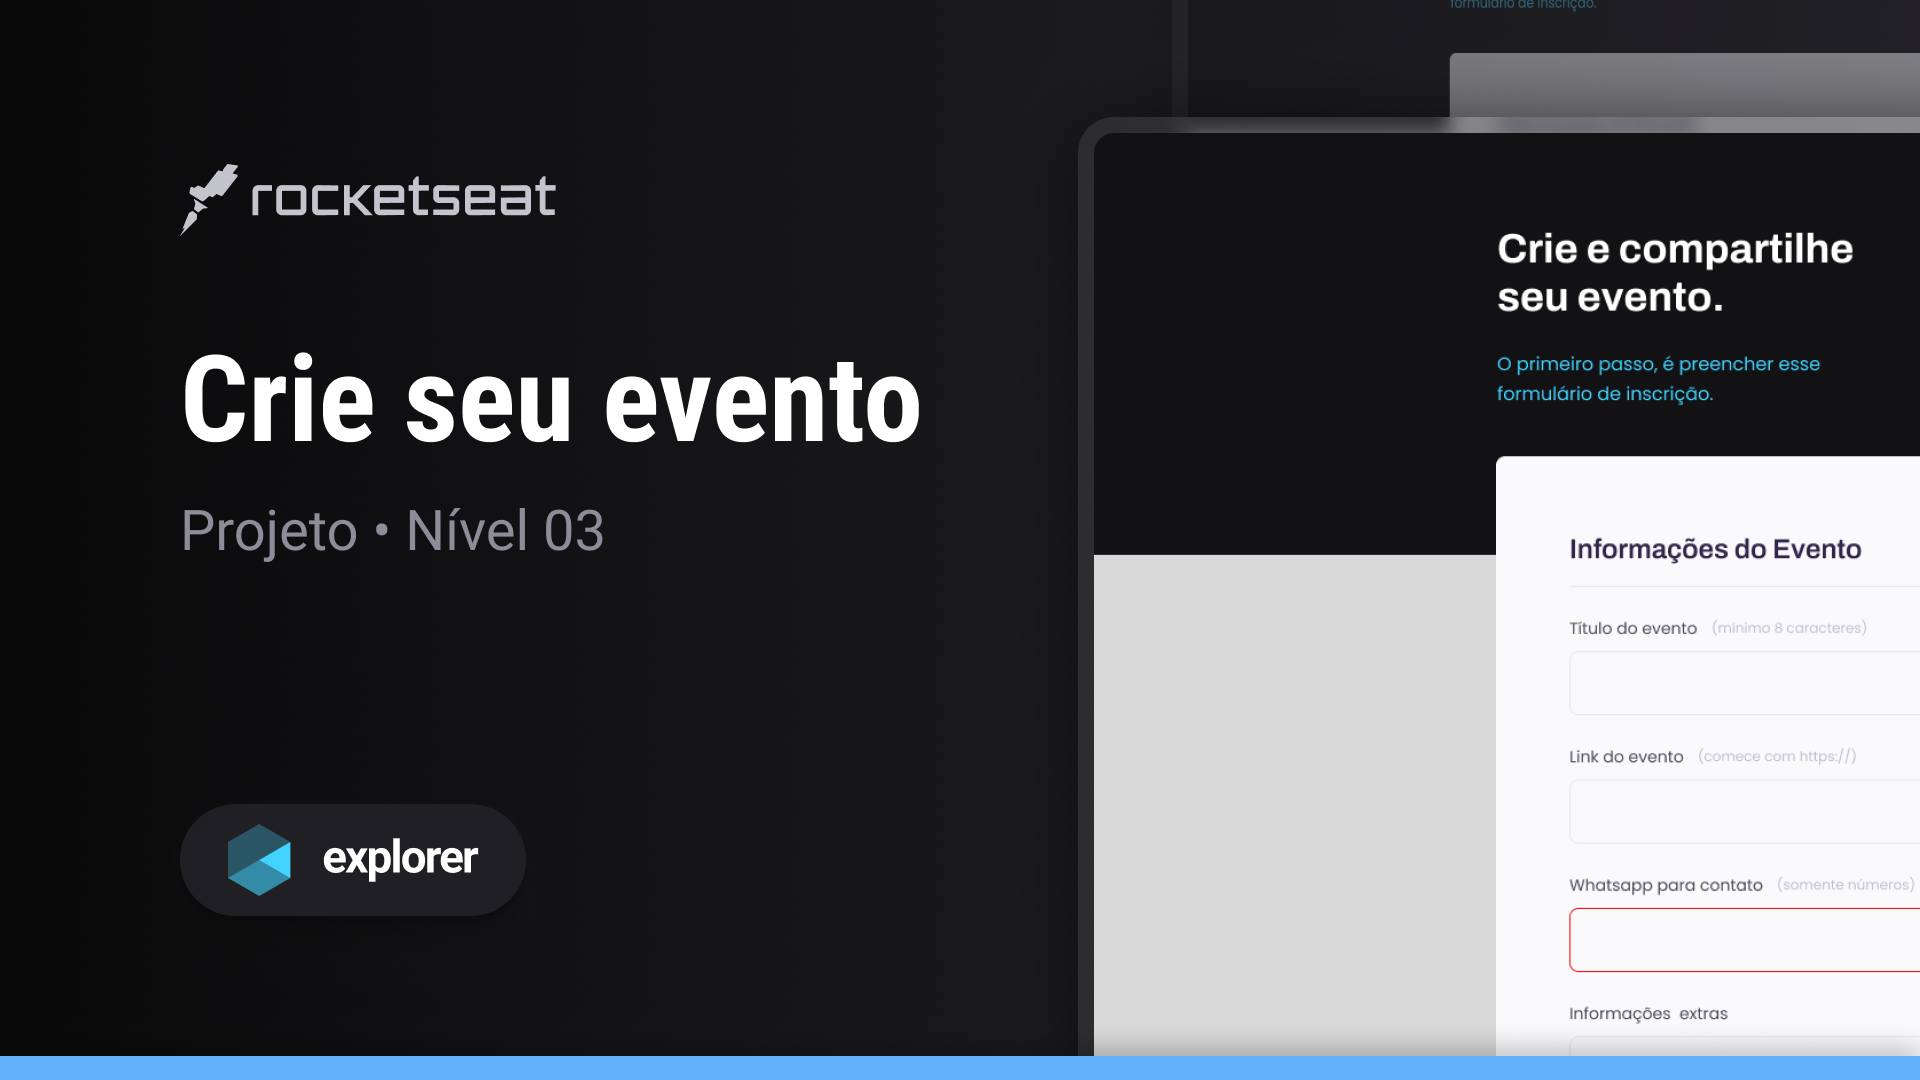 formulário de inscrição.
rocketseat
Crie seu evento
Projeto • Nível 03
explorer
Crie e compartilhe
seu evento.
O primeiro passo, é preencher esse
formulário de inscrição.
Informações do Evento
Título do evento (mínimo 8 caracteres)
Link do evento (comece com https://)
Whatsapp para contato (somente números)
Informações extras